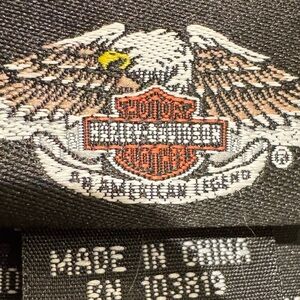 MOTOR
HARLEY-DAVIDSON
CYCLES
®
AN AMERICAN LEGEND
MADE IN CHINA
RN 103819